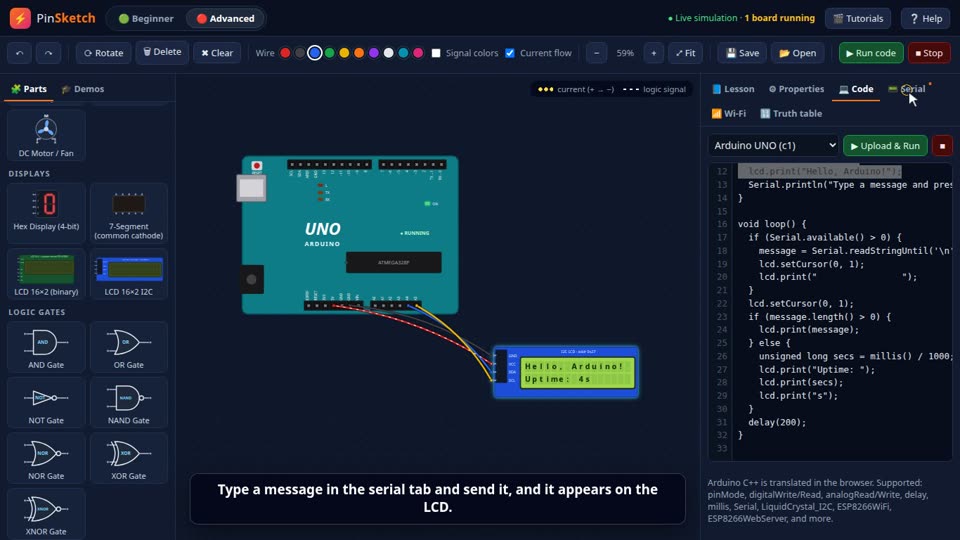 PinSketch
Beginner
Advanced
● Live simulation · 1 board running
Tutorials
? Help
Rotate
Delete
✖ Clear
Wire
Signal colors
Current flow
− 59% +
Fit
Save
Open
▶ Run code
■ Stop
Parts
Demos
DC Motor / Fan
DISPLAYS
Hex Display (4-bit)
7-Segment (common cathode)
LCD 16×2 (binary)
LCD 16×2 I2C
LOGIC GATES
AND
AND Gate
OR
OR Gate
NOT
NOT Gate
NAND
NAND Gate
NOR
NOR Gate
XOR
XOR Gate
XNOR
XNOR Gate
current (+ → −)
logic signal
UNO
ARDUINO
● RUNNING
ATMEGA328P
Hello, Arduino!
Uptime: 4s
Type a message in the serial tab and send it, and it appears on the
LCD.
Lesson
Properties
Code
Serial
Wi-Fi
Truth table
Arduino UNO (c1)
▶ Upload & Run
12 lcd.print("Hello, Arduino!");
13 Serial.println("Type a message and pres
14 }
15
16 void loop() {
17 if (Serial.available() > 0) {
18 message = Serial.readStringUntil('\n'
19 lcd.setCursor(0, 1);
20 lcd.print("                ");
21 }
22 lcd.setCursor(0, 1);
23 if (message.length() > 0) {
24 lcd.print(message);
25 } else {
26 unsigned long secs = millis() / 1000;
27 lcd.print("Uptime: ");
28 lcd.print(secs);
29 lcd.print("s");
30 }
31 delay(200);
32 }
33
Arduino C++ is translated in the browser. Supported:
pinMode, digitalWrite/Read, analogRead/Write, delay,
millis, Serial, LiquidCrystal_I2C, ESP8266WiFi,
ESP8266WebServer, and more.